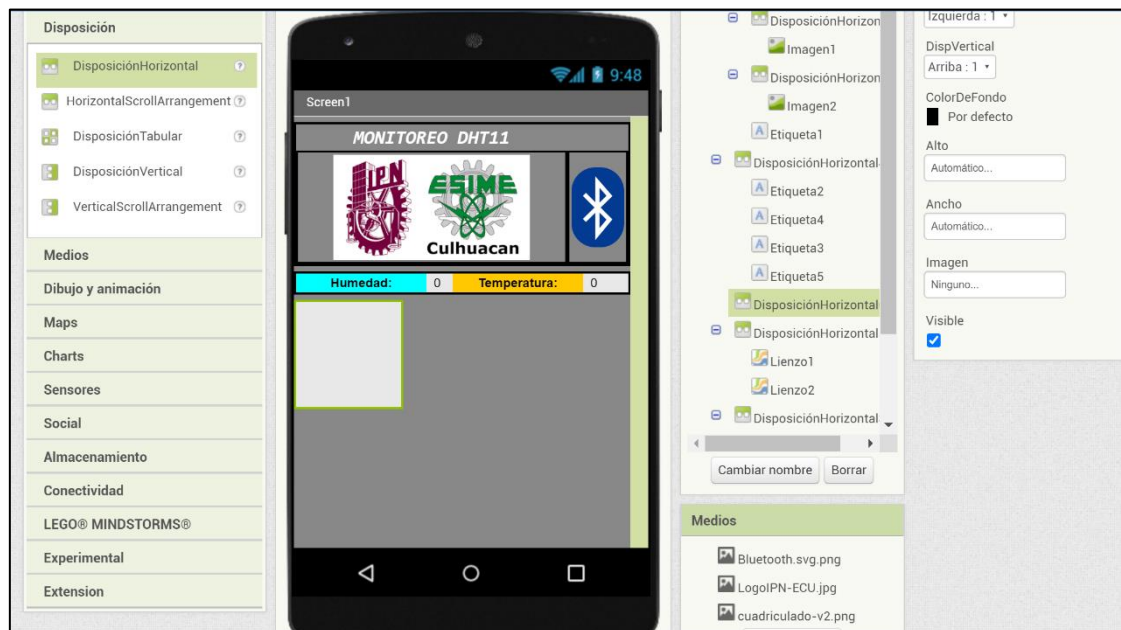 Disposición
DisposiciónHorizontal
HorizontalScrollArrangement
DisposiciónTabular
DisposiciónVertical
VerticalScrollArrangement
Medios
Dibujo y animación
Maps
Charts
Sensores
Social
Almacenamiento
Conectividad
LEGO® MINDSTORMS®
Experimental
Extension
9:48
Screen1
MONITOREO DHT11
IPN
ESIME
Culhuacan
Humedad: 0 Temperatura: 0
DisposiciónHorizon
Imagen1
DisposiciónHorizon
Imagen2
Etiqueta1
DisposiciónHorizontal
Etiqueta2
Etiqueta4
Etiqueta3
Etiqueta5
DisposiciónHorizontal
DisposiciónHorizontal
Lienzo1
Lienzo2
DisposiciónHorizontal
Cambiar nombre Borrar
Medios
Bluetooth.svg.png
LogoIPN-ECU.jpg
cuadriculado-v2.png
Izquierda : 1
DispVertical
Arriba : 1
ColorDeFondo
Por defecto
Alto
Automático...
Ancho
Automático...
Imagen
Ninguno...
Visible